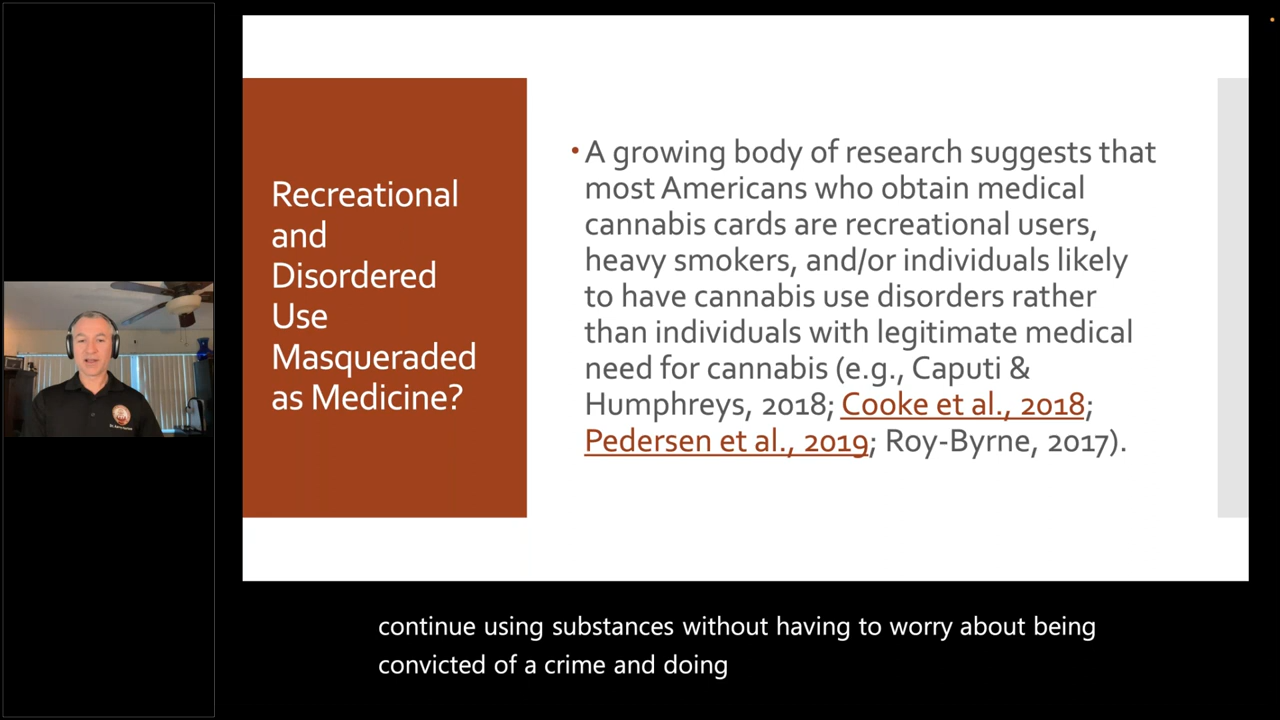 Recreational
and
Disordered
Use
Masqueraded
as Medicine?
• A growing body of research suggests that
most Americans who obtain medical
cannabis cards are recreational users,
heavy smokers, and/or individuals likely
to have cannabis use disorders rather
than individuals with legitimate medical
need for cannabis (e.g., Caputi &
Humphreys, 2018; Cooke et al., 2018;
Pedersen et al., 2019; Roy-Byrne, 2017).
continue using substances without having to worry about being
convicted of a crime and doing